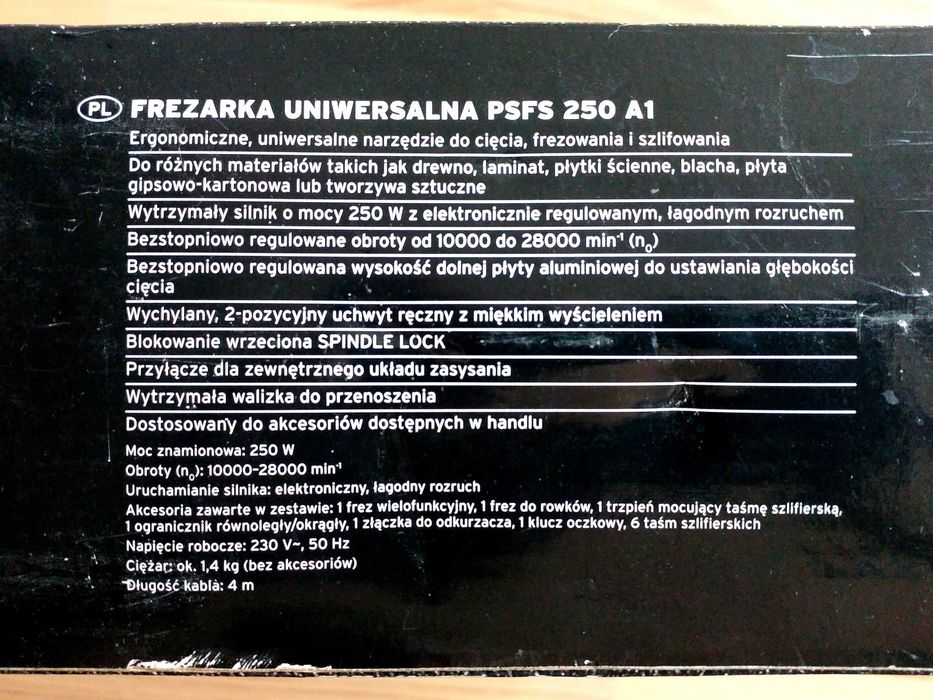 PL FREZARKA UNIWERSALNA PSFS 250 A1
Ergonomiczne, uniwersalne narzędzie do cięcia, frezowania i szlifowania
Do różnych materiałów takich jak drewno, laminat, płytki ścienne, blacha, płyta
gipsowo-kartonowa lub tworzywa sztuczne
Wytrzymały silnik o mocy 250 W z elektronicznie regulowanym, łagodnym rozruchem
Bezstopniowo regulowane obroty od 10000 do 28000 min⁻¹ (n₀)
Bezstopniowo regulowana wysokość dolnej płyty aluminiowej do ustawiania głębokości
cięcia
Wychylany, 2-pozycyjny uchwyt ręczny z miękkim wyścieleniem
Blokowanie wrzeciona SPINDLE LOCK
Przyłącze dla zewnętrznego układu zasysania
Wytrzymała walizka do przenoszenia
Dostosowany do akcesoriów dostępnych w handlu
Moc znamionowa: 250 W
Obroty (n₀): 10000-28000 min⁻¹
Uruchamianie silnika: elektroniczny, łagodny rozruch
Akcesoria zawarte w zestawie: 1 frez wielofunkcyjny, 1 frez do rowków, 1 trzpień mocujący taśmę szlifierską,
1 ogranicznik równoległy/okrągły, 1 złączka do odkurzacza, 1 klucz oczkowy, 6 taśm szlifierskich
Napięcie robocze: 230 V~, 50 Hz
Ciężar: ok. 1,4 kg (bez akcesoriów)
Długość kabla: 4 m